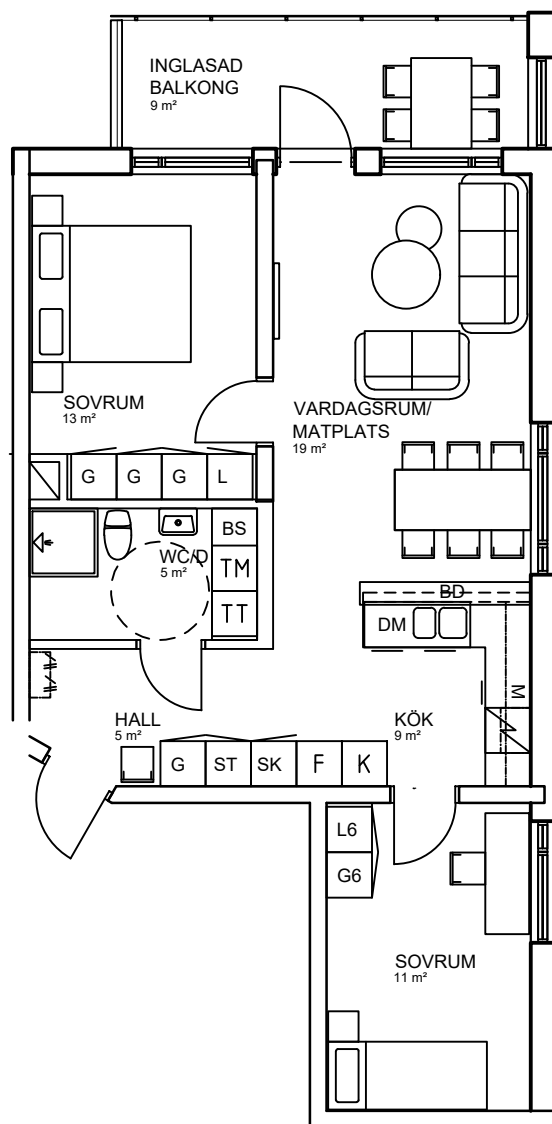 INGLASAD
BALKONG
9 m²
SOVRUM
13 m²
VARDAGSRUM/
MATPLATS
19 m²
G G G L
BS
WC/D
5 m²
TM
TT
BD
DM
M
HALL
5 m²
KÖK
9 m²
G ST SK F K
L6
G6
SOVRUM
11 m²